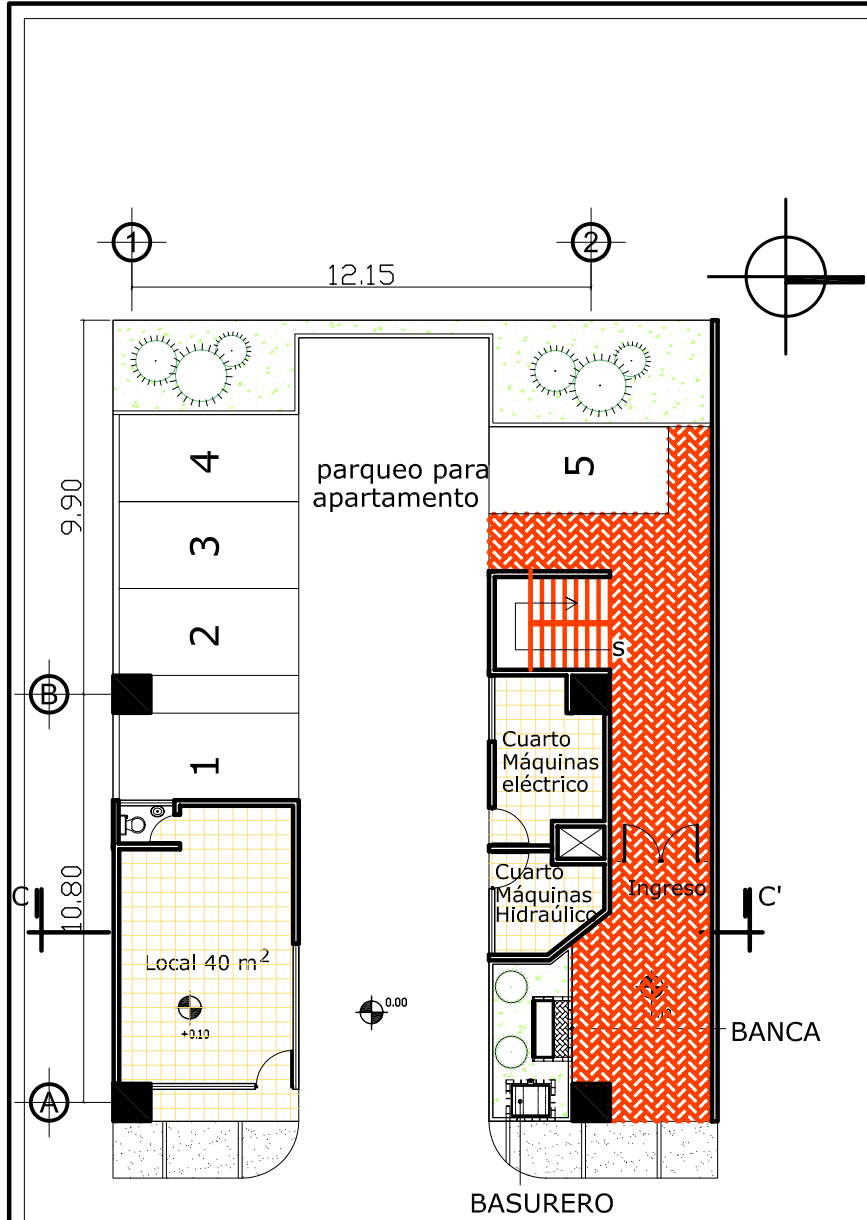 1
2
12.15
4
parqueo para
apartamento
5
9.90
3
2
s
B
Cuarto
Máquinas
eléctrico
1
Cuarto
Máquinas
Hidraúlico
Ingreso
C
C'
10.80
Local 40 m²
0.00
+0.10
BANCA
A
BASURERO